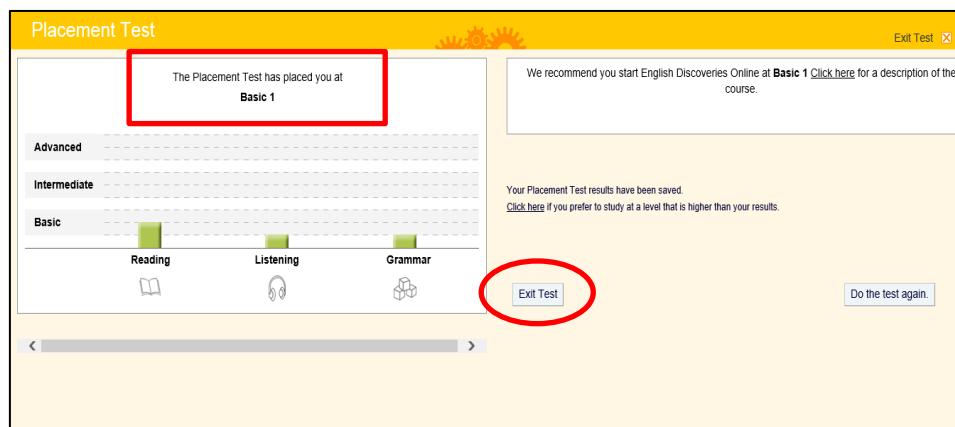 Placement Test
Exit Test
The Placement Test has placed you at
Basic 1
We recommend you start English Discoveries Online at Basic 1 Click here for a description of the
course.
Advanced
Intermediate
Basic
Reading
Listening
Grammar
Your Placement Test results have been saved.
Click here if you prefer to study at a level that is higher than your results.
Exit Test
Do the test again.